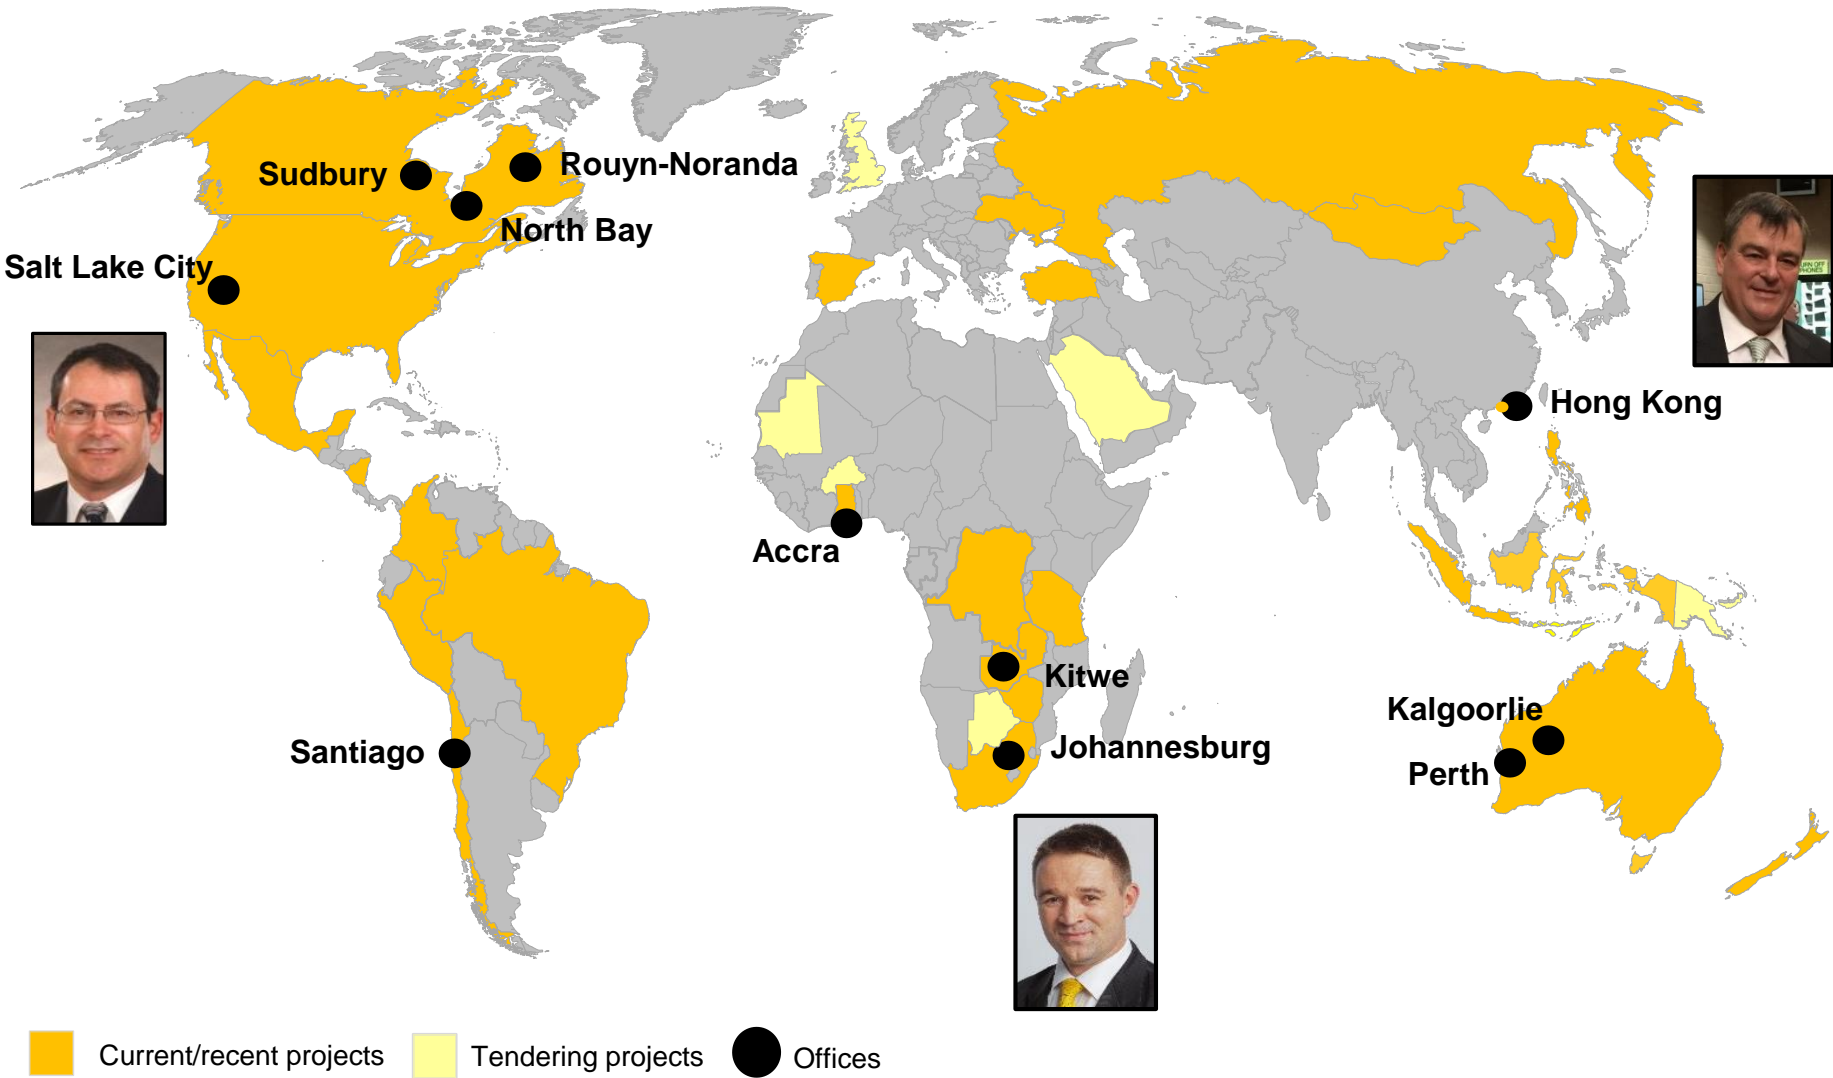 Sudbury
Rouyn-Noranda
North Bay
Salt Lake City
Hong Kong
Accra
Kitwe
Kalgoorlie
Santiago
Johannesburg
Perth
Current/recent projects
Tendering projects
Offices